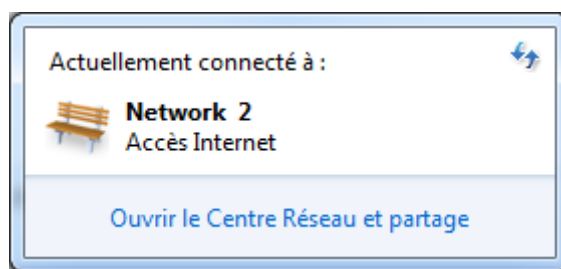 Actuellement connecté à :
Network 2
Accès Internet
Ouvrir le Centre Réseau et partage